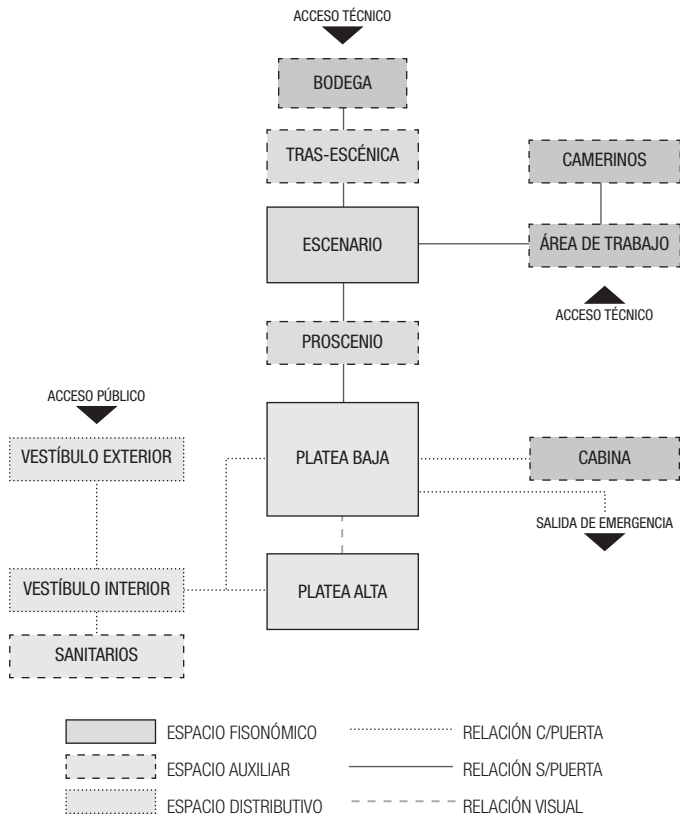 ACCESO TÉCNICO
BODEGA
TRAS-ESCÉNICA
CAMERINOS
ESCENARIO
ÁREA DE TRABAJO
ACCESO TÉCNICO
PROSCENIO
ACCESO PÚBLICO
VESTÍBULO EXTERIOR
PLATEA BAJA
CABINA
SALIDA DE EMERGENCIA
VESTÍBULO INTERIOR
PLATEA ALTA
SANITARIOS
ESPACIO FISONÓMICO
RELACIÓN C/PUERTA
ESPACIO AUXILIAR
RELACIÓN S/PUERTA
ESPACIO DISTRIBUTIVO
RELACIÓN VISUAL